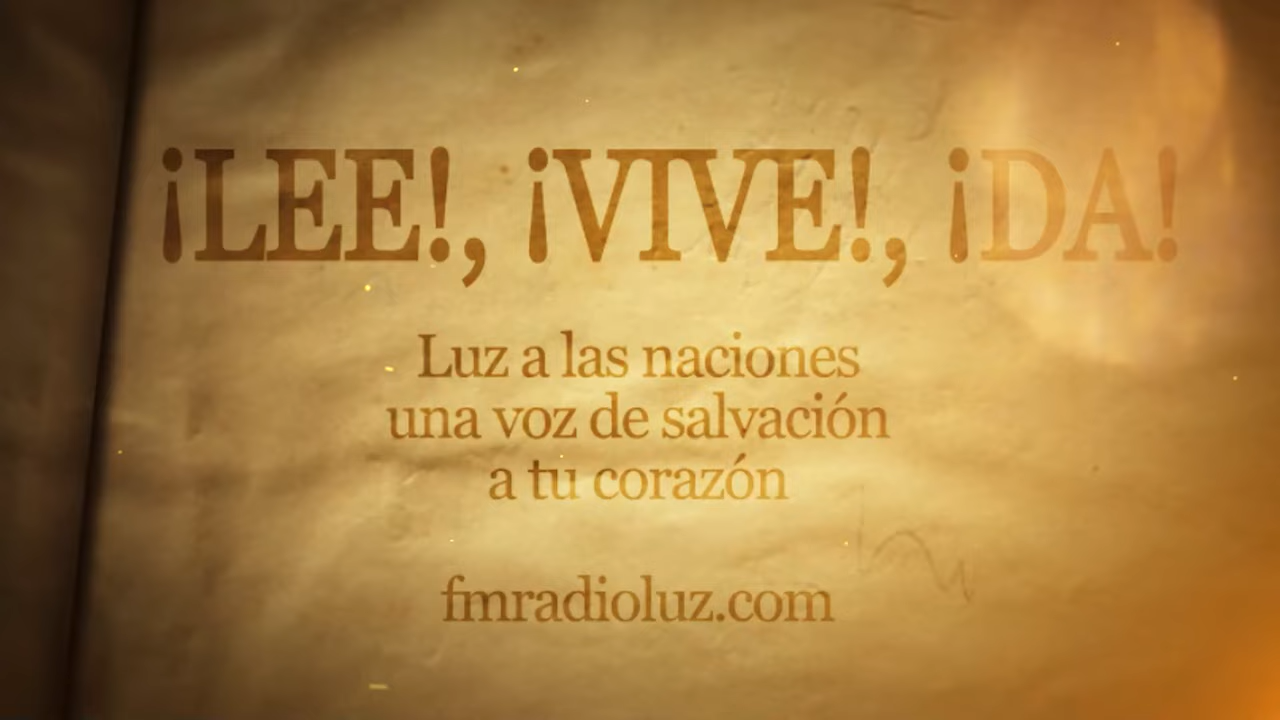 ¡LEE!, ¡VIVE!, ¡DA!
Luz a las naciones
una voz de salvación
a tu corazón
fmradioluz.com